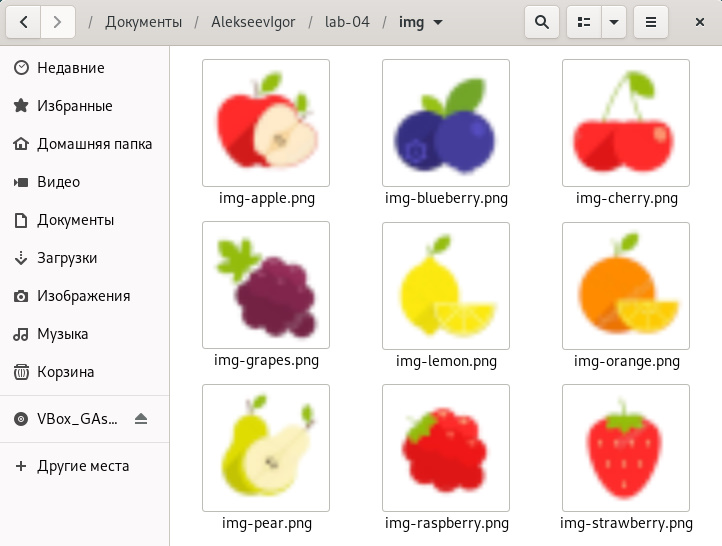 / Документы / AlekseevIgor / lab-04 / img
Недавние
Избранные
Домашняя папка
Видео
Документы
Загрузки
Изображения
Музыка
Корзина
VBox_GAs...
Другие места
img-apple.png img-blueberry.png img-cherry.png
img-grapes.png img-lemon.png img-orange.png
img-pear.png img-raspberry.png img-strawberry.png